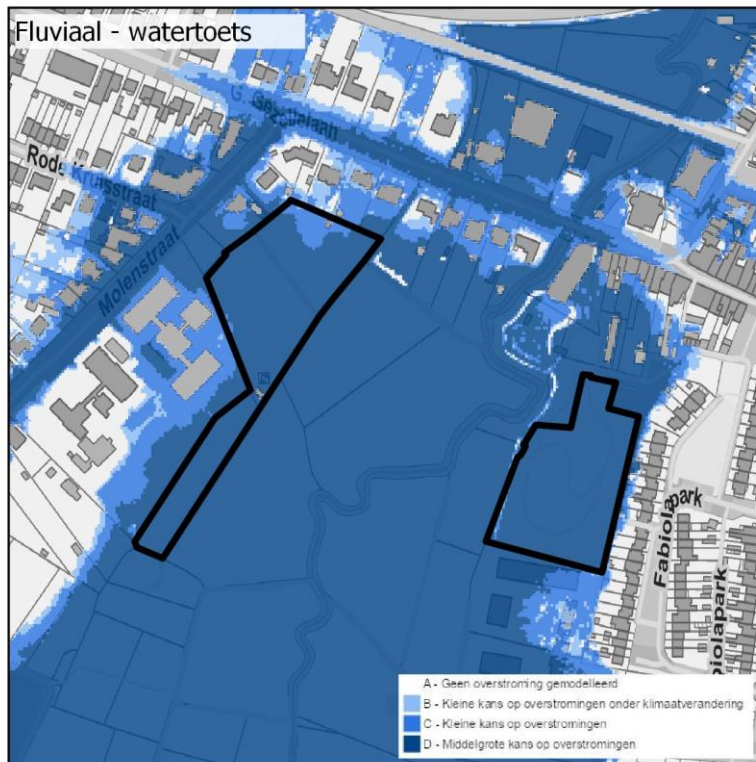 Fluviaal - watertoets
G. Gezellelaan
Rode Kruisstraat
Molenstraat
Fabiolapark
biolapark
A - Geen overstroming gemodelleerd
B - Kleine kans op overstromingen onder klimaatverandering
C - Kleine kans op overstromingen
D - Middelgrote kans op overstromingen